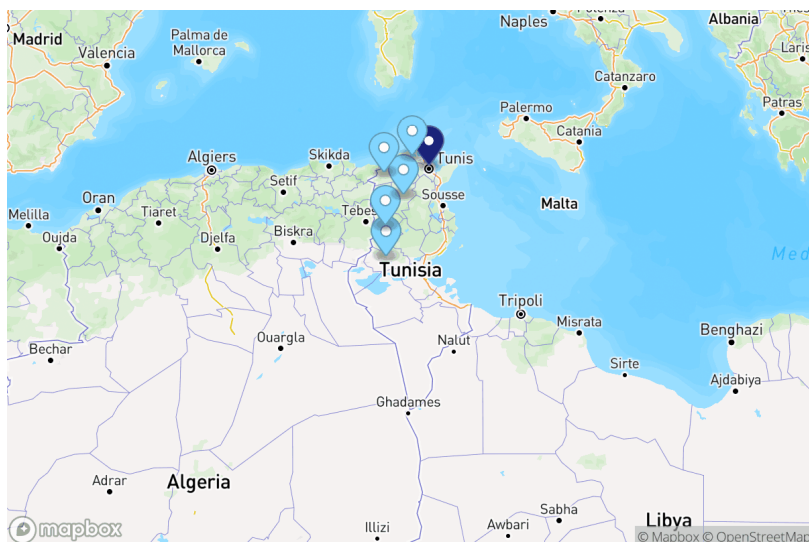 Naples
Potenza
Albania
Madrid
Palma de
Mallorca
Valencia
Catanzaro
Patras
Palermo
Catania
Algiers
Skikda
Tunis
Setif
Sousse
Oran
Malta
Melilla
Tiaret
Oujda
Djelfa
Biskra
Tunisia
Tripoli
Misrata
Benghazi
Bechar
Ouargla
Nalut
Sirte
Ajdabiya
Ghadames
Adrar
Algeria
Sabha
Libya
Illizi
Awbari
mapbox
© Mapbox © OpenStreetMap